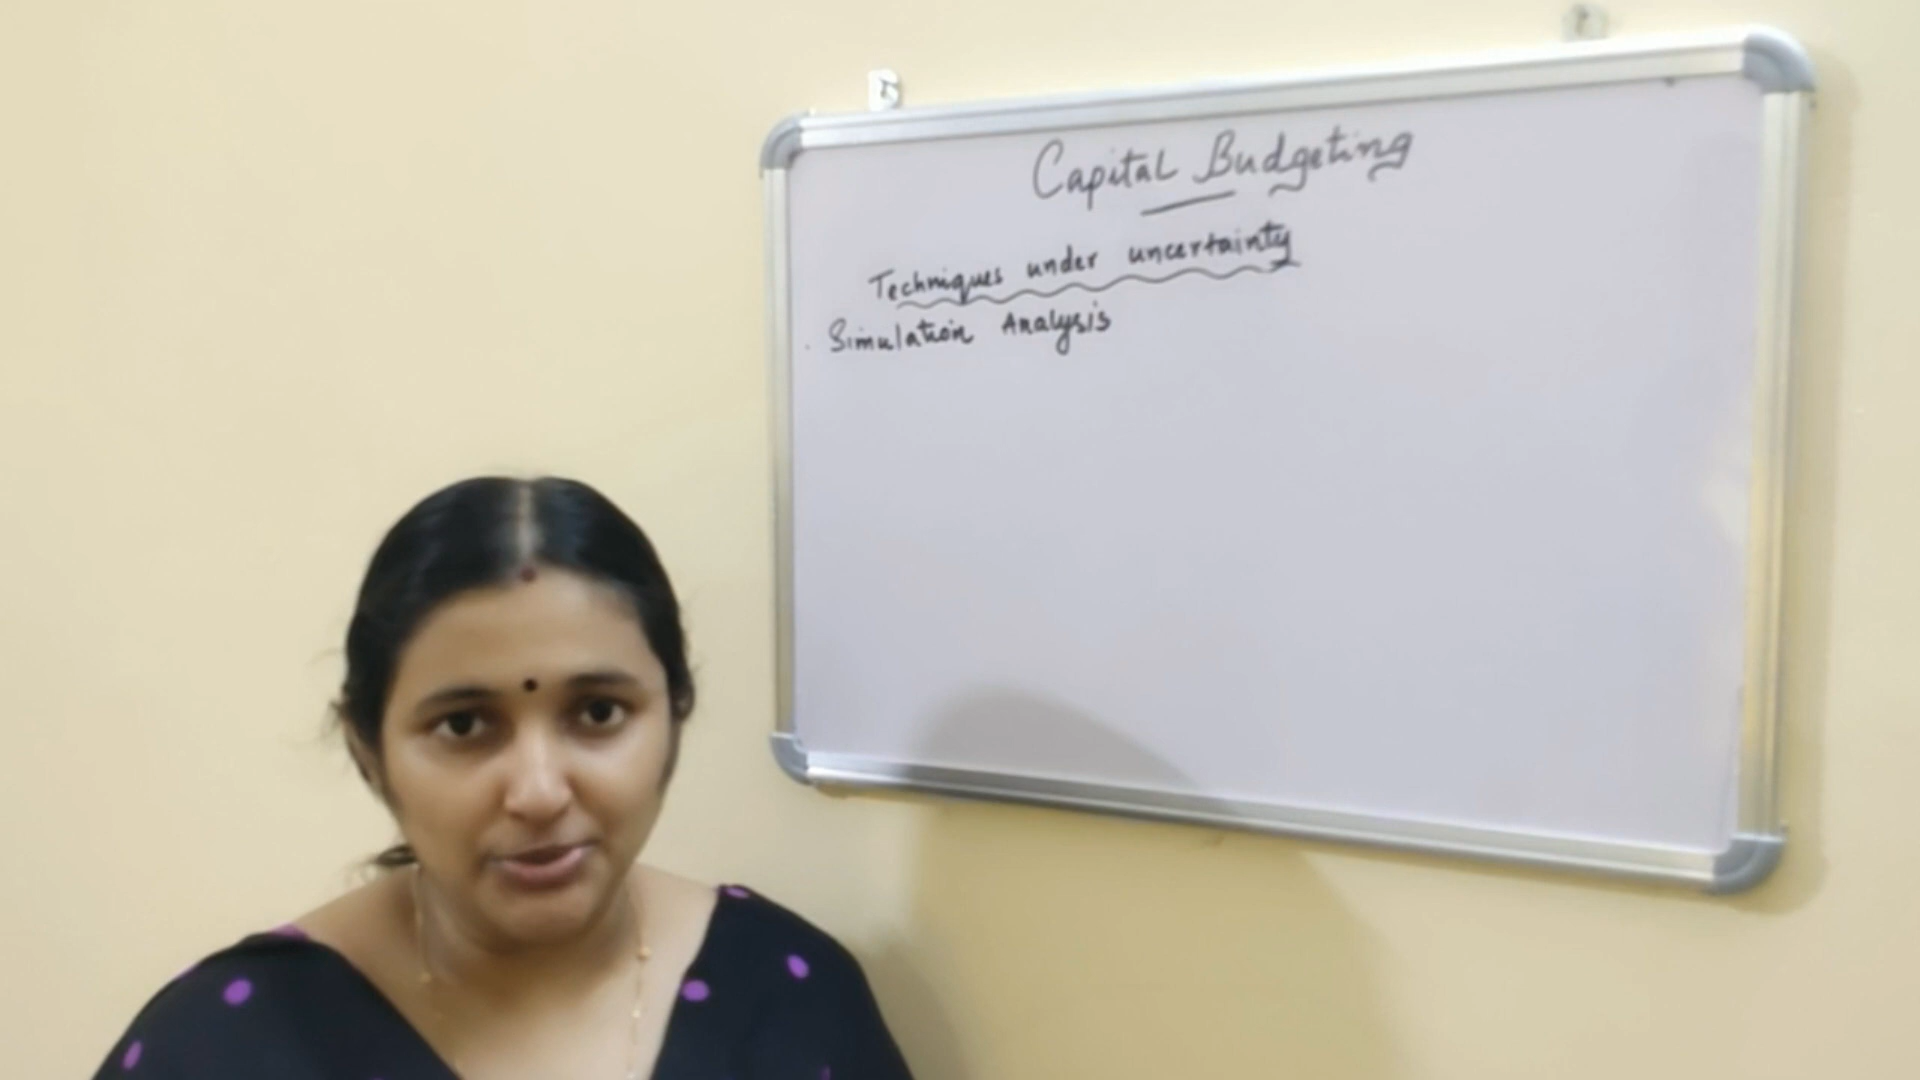 Capital Budgeting
Techniques under uncertainty
Simulation Analysis